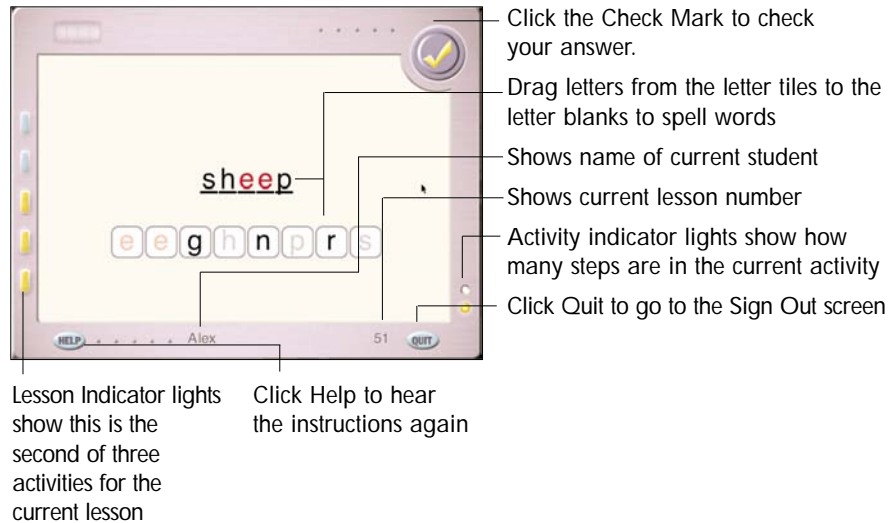 Click the Check Mark to check
your answer.
Drag letters from the letter tiles to the
letter blanks to spell words
sheep
Shows name of current student
Shows current lesson number
e e g h n p r s
Activity indicator lights show how
many steps are in the current activity
Click Quit to go to the Sign Out screen
HELP Alex 51 QUIT
Lesson Indicator lights
show this is the
second of three
activities for the
current lesson
Click Help to hear
the instructions again